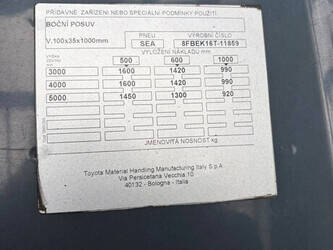 PŘÍDAVNÉ ZAŘÍZENÍ NEBO SPECIÁLNÍ PODMÍNKY POUŽITÍ
BOČNÍ POSUV
V.100x35x1000mm
PNEU SEA
VÝROBNÍ ČÍSLO 8FBEK16T-11859
VYLOŽENÍ NÁKLADU mm
500 600 1000
3000 1600 1420 990
4000 1600 1420 990
5000 1450 1300 920
JMENOVITÁ NOSNOST kg
Toyota Material Handling Manufacturing Italy S.p.A
Via Persicetana Vecchia 10
40132 - Bologna - Italia